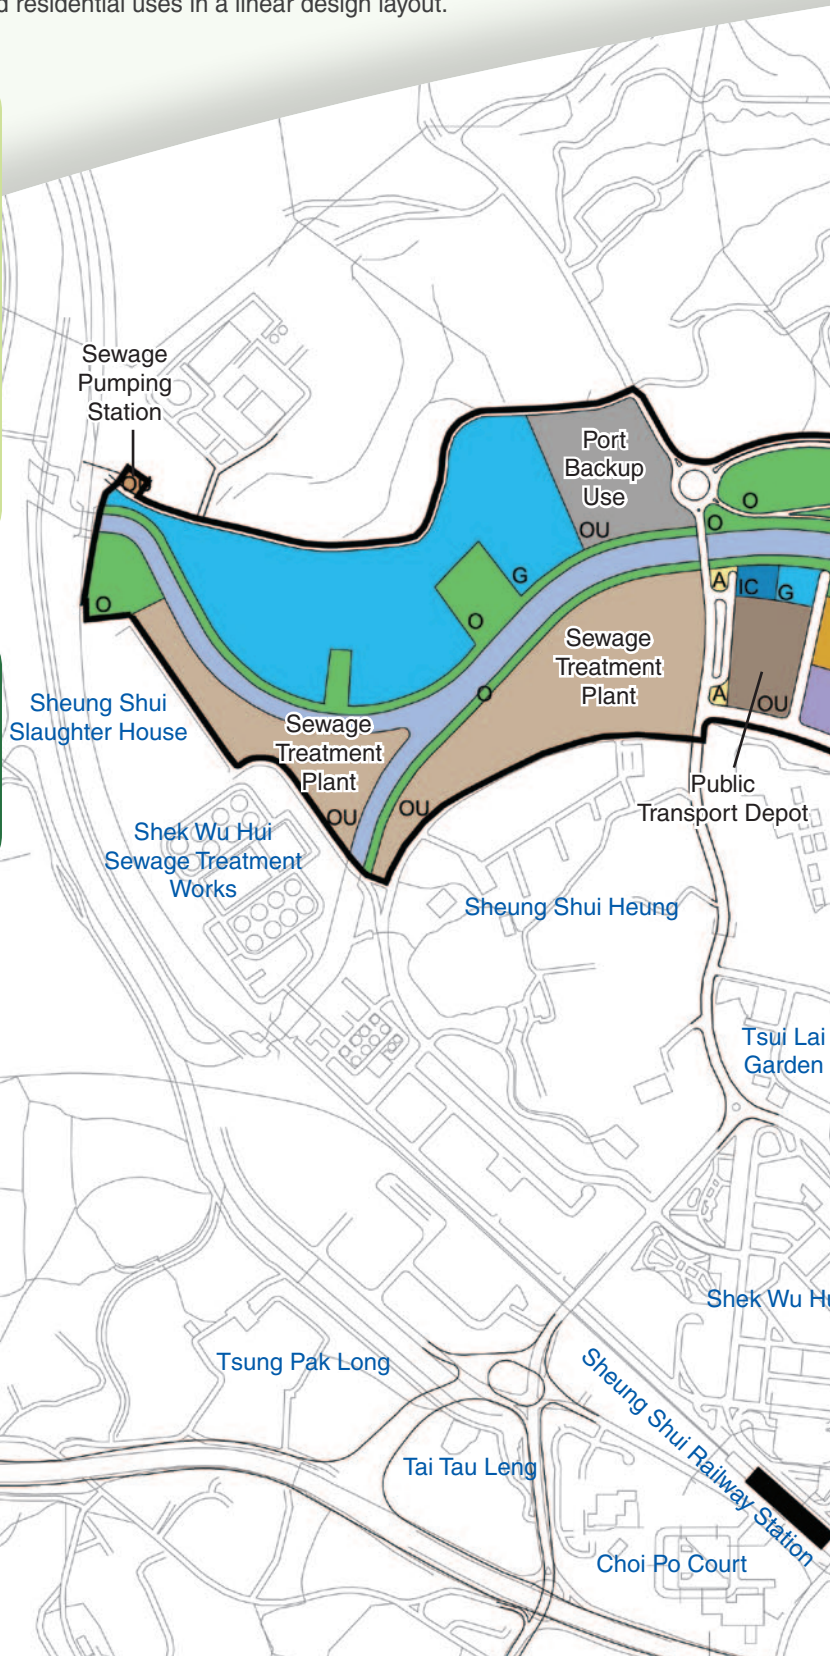 residential uses in a linear design layout.
Sewage
Pumping
Station
Port
Backup
Use
OU
O
O
G
O
A
IC
G
O
Sewage
Treatment
Plant
O
A
OU
Sheung Shui
Slaughter House
Sewage
Treatment
Plant
OU
OU
Public
Transport Depot
Shek Wu Hui
Sewage Treatment
Works
Sheung Shui Heung
Tsui Lai
Garden
Shek Wu
Tsung Pak Long
Sheung Shui Railway Station
Tai Tau Leng
Choi Po Court